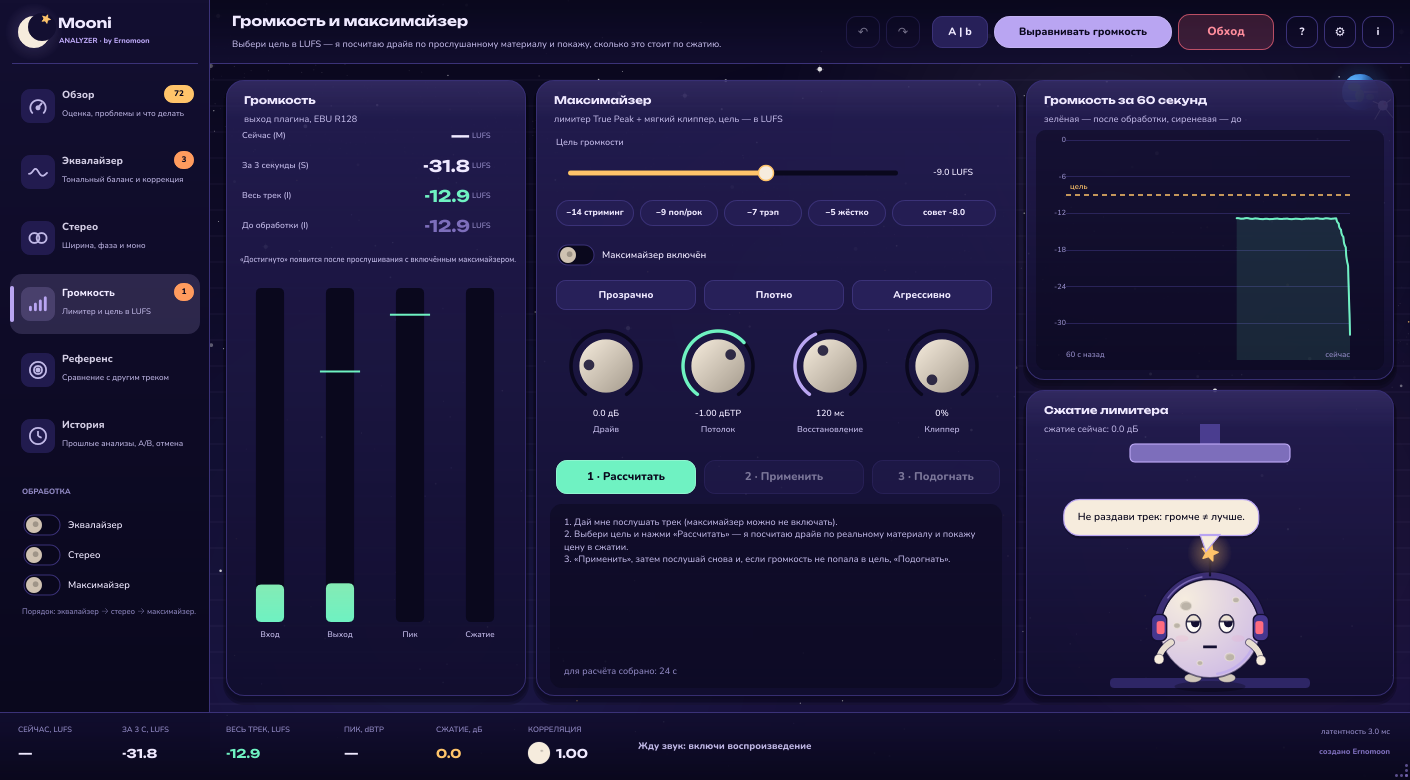 Mooni
ANALYZER · by Ernomoon
Обзор
72
Оценка, проблемы и что делать
Эквалайзер
3
Тональный баланс и коррекция
Стерео
Ширина, фаза и моно
Громкость
1
Лимитер и цель в LUFS
Референс
Сравнение с другим треком
История
Прошлые анализы, A/B, отмена
ОБРАБОТКА
Эквалайзер
Стерео
Максимайзер
Порядок: эквалайзер → стерео → максимайзер.
Громкость и максимайзер
Выбери цель в LUFS — я посчитаю драйв по прослушанному материалу и покажу, сколько это стоит по сжатию.
↶
↷
A | b
Выравнивать громкость
Обход
?
⚙
i
Громкость
выход плагина, EBU R128
Сейчас (M)
— LUFS
За 3 секунды (S)
-31.8 LUFS
Весь трек (I)
-12.9 LUFS
До обработки (I)
-12.9 LUFS
«Достигнуто» появится после прослушивания с включённым максимайзером.
Вход
Выход
Пик
Сжатие
Максимайзер
лимитер True Peak + мягкий клиппер, цель — в LUFS
Цель громкости
-9.0 LUFS
−14 стриминг
−9 поп/рок
−7 трэп
−5 жёстко
совет -8.0
Максимайзер включён
Прозрачно
Плотно
Агрессивно
0.0 дБ
-1.00 дБТР
120 мс
0%
Драйв
Потолок
Восстановление
Клиппер
1 · Рассчитать
2 · Применить
3 · Подогнать
1. Дай мне послушать трек (максимайзер можно не включать).
2. Выбери цель и нажми «Рассчитать» — я посчитаю драйв по реальному материалу и покажу
цену в сжатии.
3. «Применить», затем послушай снова и, если громкость не попала в цель, «Подогнать».
для расчёта собрано: 24 с
Громкость за 60 секунд
зелёная — после обработки, сиреневая — до
0
-6
цель
-12
-18
-24
-30
60 с назад
сейчас
Сжатие лимитера
сжатие сейчас: 0.0 дБ
Не раздави трек: громче ≠ лучше.
СЕЙЧАС, LUFS
—
ЗА 3 С, LUFS
-31.8
ВЕСЬ ТРЕК, LUFS
-12.9
ПИК, dBTP
—
СЖАТИЕ, дБ
0.0
КОРРЕЛЯЦИЯ
1.00
Жду звук: включи воспроизведение
латентность 3.0 мс
создано Ernomoon